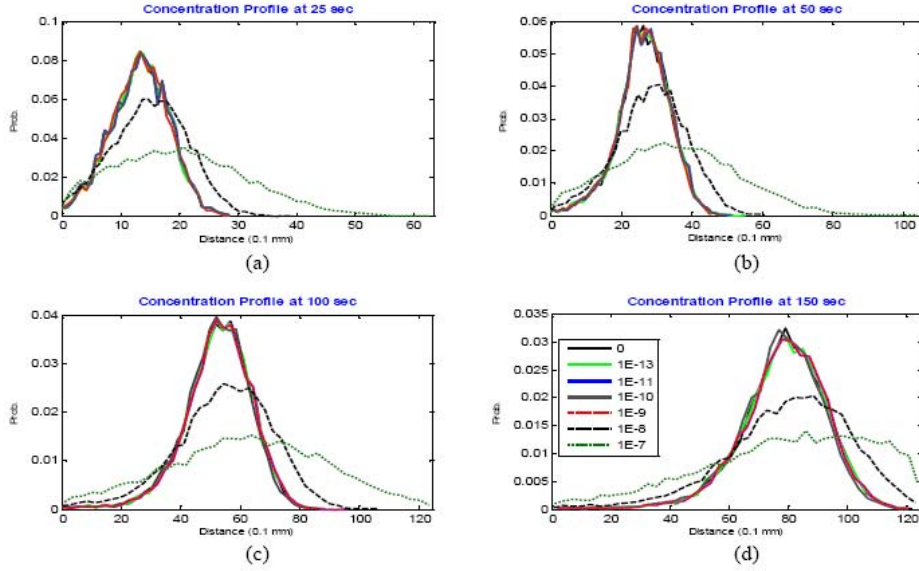 Concentration Profile at 25 sec
0.1
0.08
0.06
0.04
0.02
0
Prob.
0 10 20 30 40 50 60
Distance (0.1 mm)
(a)
Concentration Profile at 50 sec
0.06
0.05
0.04
0.03
0.02
0.01
0
Prob.
0 20 40 60 80 100
Distance (0.1 mm)
(b)
Concentration Profile at 100 sec
0.04
0.03
0.02
0.01
0
Prob.
0 20 40 60 80 100 120
Distance (0.1 mm)
(c)
Concentration Profile at 150 sec
0.035
0.03
0.025
0.02
0.015
0.01
0.005
0
Prob.
0
1E-13
1E-11
1E-10
1E-9
1E-8
1E-7
0 20 40 60 80 100 120
Distance (0.1 mm)
(d)